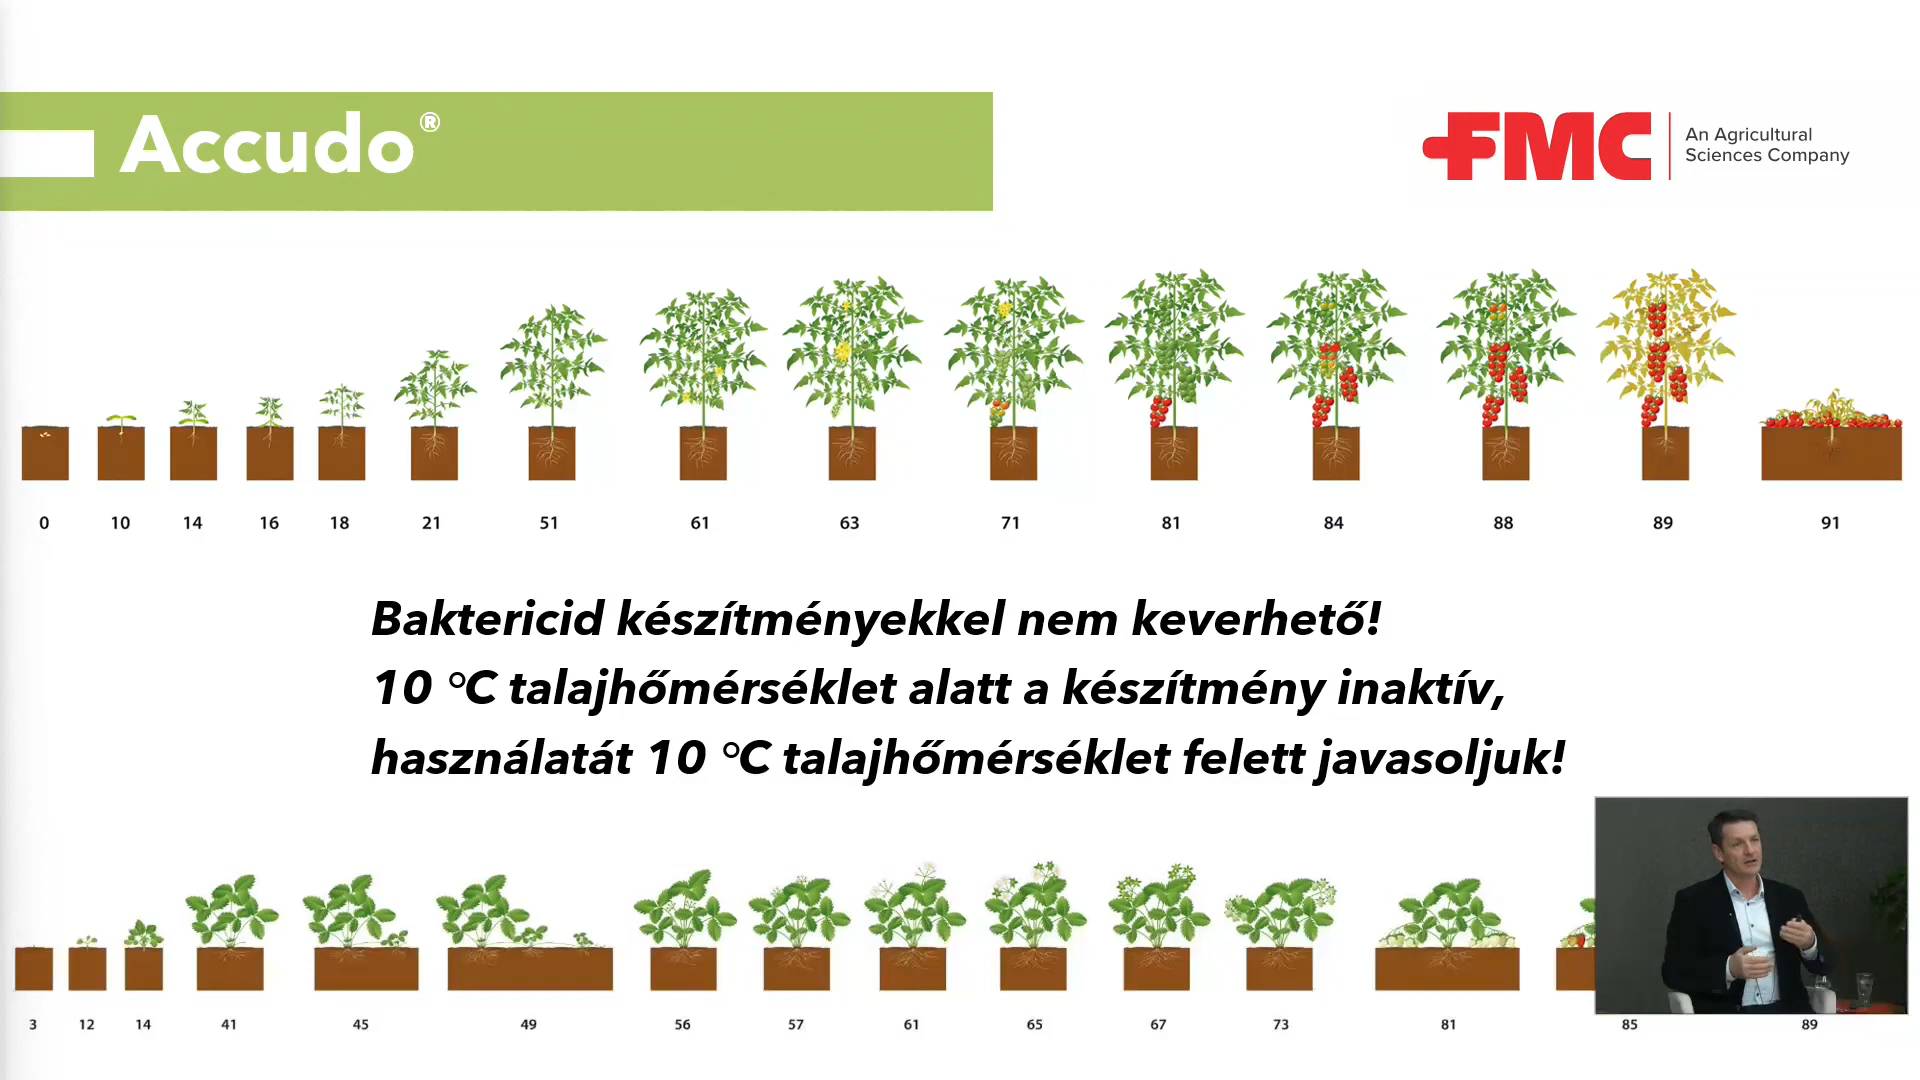 Accudo®
FMC
An Agricultural
Sciences Company
0 10 14 16 18 21 51 61 63 71 81 84 88 89 91
Baktericid készítményekkel nem keverhető!
10 °C talajhőmérséklet alatt a készítmény inaktív,
használatát 10 °C talajhőmérséklet felett javasoljuk!
3 12 14 41 45 49 56 57 61 65 67 73 81 85 89